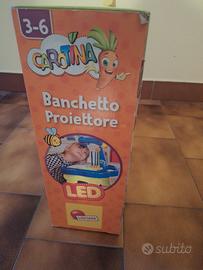 3-6
CAROTINA
Banchetto
Proiettore
LED
subito